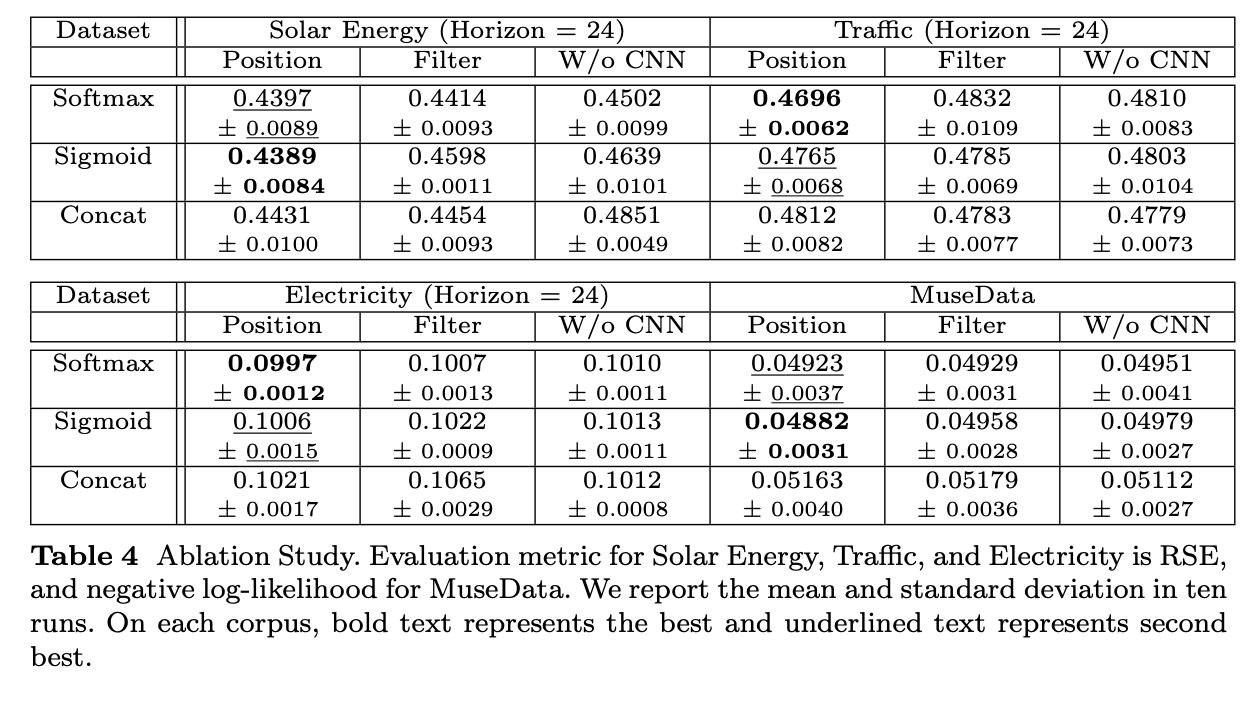 Dataset Solar Energy (Horizon = 24) Traffic (Horizon = 24)
Position Filter W/o CNN Position Filter W/o CNN
Softmax 0.4397 0.4414 0.4502 0.4696 0.4832 0.4810
± 0.0089 ± 0.0093 ± 0.0099 ± 0.0062 ± 0.0109 ± 0.0083
Sigmoid 0.4389 0.4598 0.4639 0.4765 0.4785 0.4803
± 0.0084 ± 0.0011 ± 0.0101 ± 0.0068 ± 0.0069 ± 0.0104
Concat 0.4431 0.4454 0.4851 0.4812 0.4783 0.4779
± 0.0100 ± 0.0093 ± 0.0049 ± 0.0082 ± 0.0077 ± 0.0073
Dataset Electricity (Horizon = 24) MuseData
Position Filter W/o CNN Position Filter W/o CNN
Softmax 0.0997 0.1007 0.1010 0.04923 0.04929 0.04951
± 0.0012 ± 0.0013 ± 0.0011 ± 0.0037 ± 0.0031 ± 0.0041
Sigmoid 0.1006 0.1022 0.1013 0.04882 0.04958 0.04979
± 0.0015 ± 0.0009 ± 0.0011 ± 0.0031 ± 0.0028 ± 0.0027
Concat 0.1021 0.1065 0.1012 0.05163 0.05179 0.05112
± 0.0017 ± 0.0029 ± 0.0008 ± 0.0040 ± 0.0036 ± 0.0027
Table 4 Ablation Study. Evaluation metric for Solar Energy, Traffic, and Electricity is RSE,
and negative log-likelihood for MuseData. We report the mean and standard deviation in ten
runs. On each corpus, bold text represents the best and underlined text represents second
best.